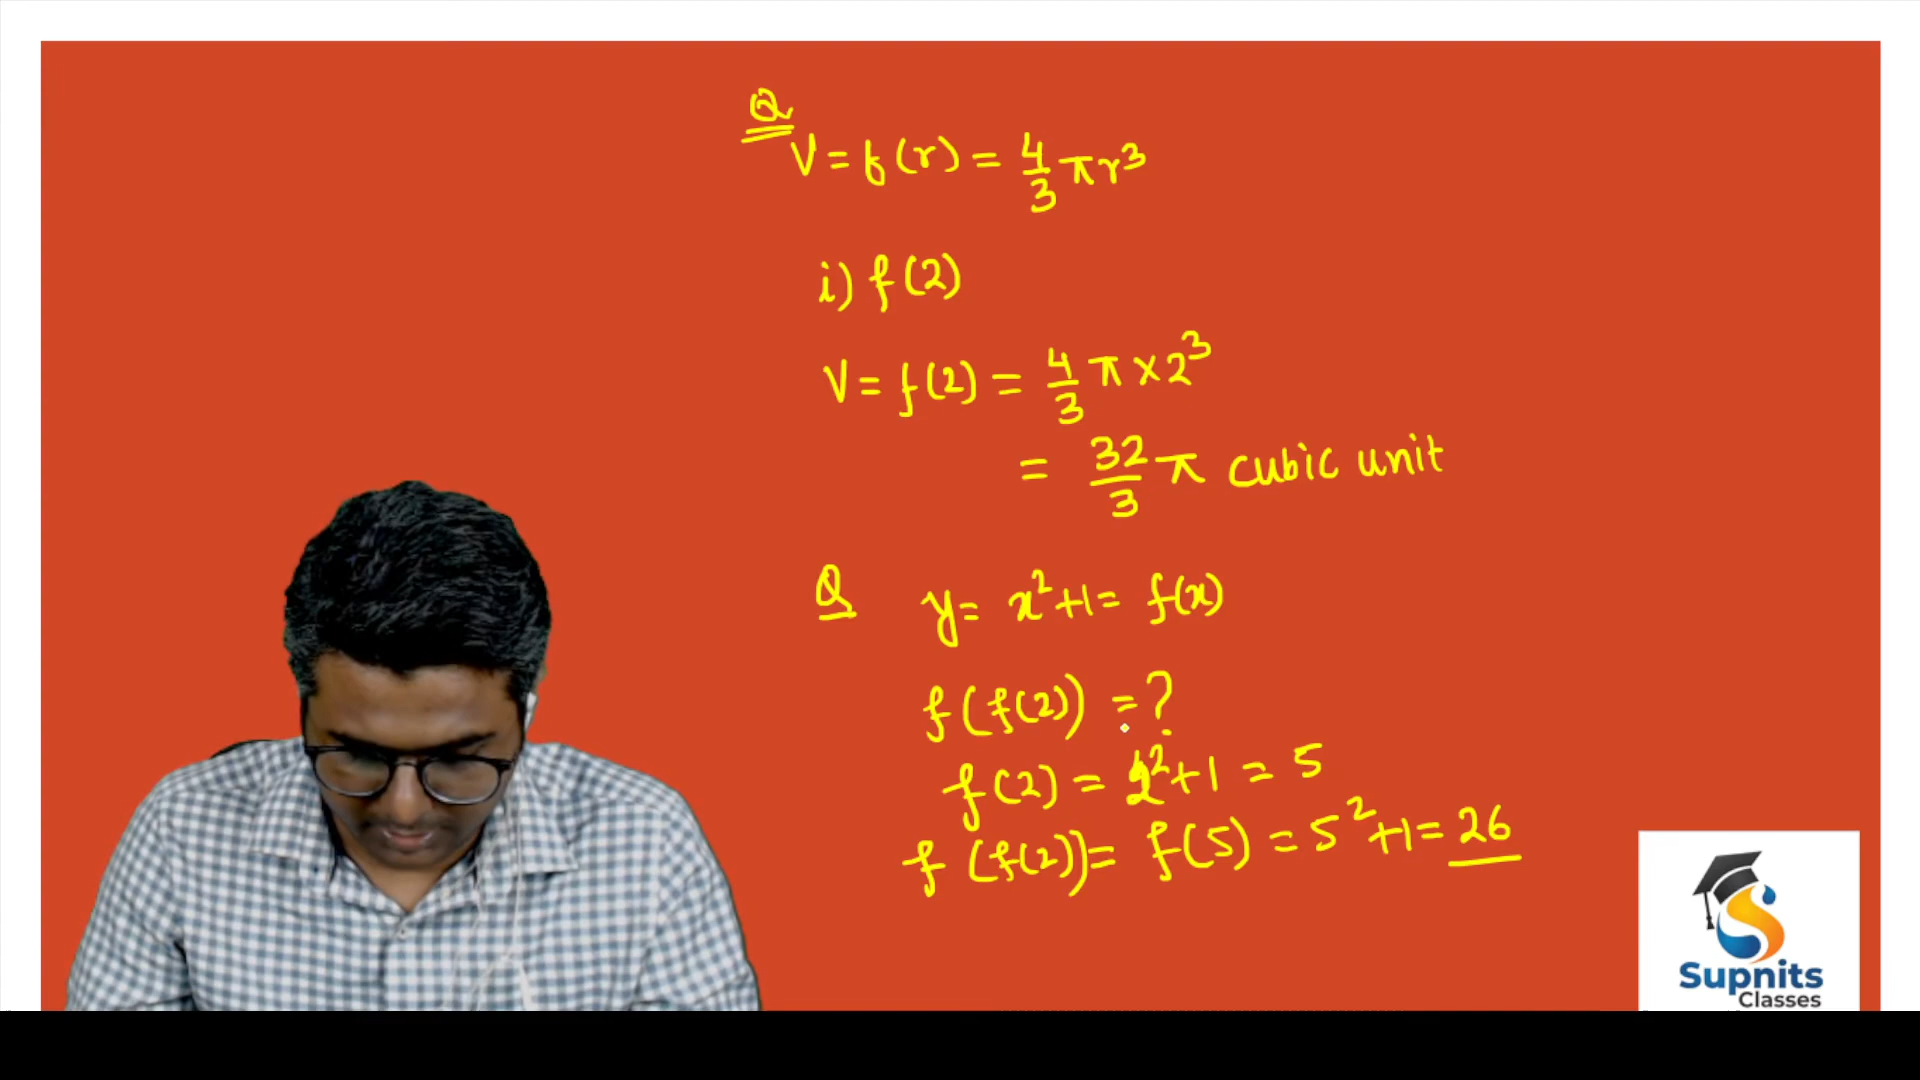 Q
V = f(r) = 4/3 πr³
i) f(2)
V = f(2) = 4/3 π × 2³
= 32/3 π cubic unit
Q y = x²+1 = f(x)
f(f(2)) = ?
f(2) = 2²+1 = 5
f(f(2)) = f(5) = 5²+1 = 26
Supnits
Classes